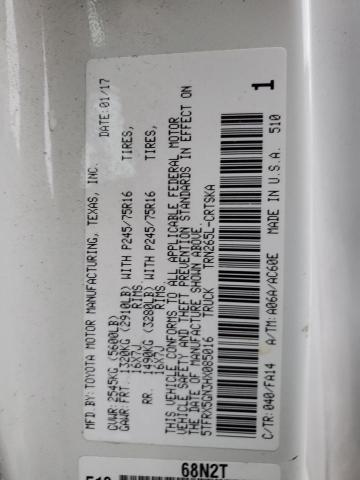 MFD.BY: TOYOTA MOTOR MANUFACTURING, TEXAS, INC. DATE: 01/17
GVWR: 2545KG (5600LB)
GAWR: FRT. 1320KG (2910LB) WITH P245/75R16 TIRES,
16X7J RIMS,
RR. 1490KG (3280LB) WITH P245/75R16 TIRES,
16X7J RIMS,
THIS VEHICLE CONFORMS TO ALL APPLICABLE FEDERAL MOTOR
VEHICLE SAFETY AND THEFT PREVENTION STANDARDS IN EFFECT ON
THE DATE OF MANUFACTURE SHOWN ABOVE.
5TFRX5GN3HX085016 TRUCK TRN265L-CRTSKA
C/TR: 040/FA14 A/TM: A06A/AC60E MADE IN U.S.A. 510
1
68N2T